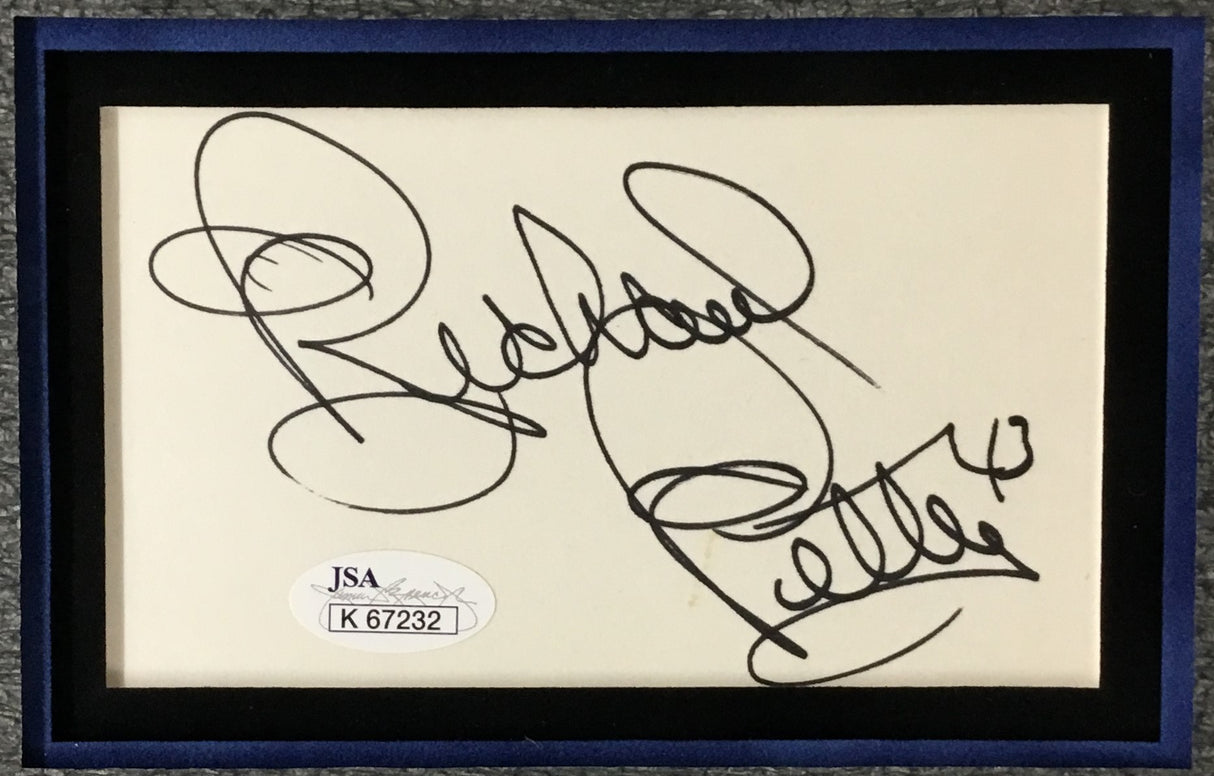 Richard
Petty 43
JSA
K 67232